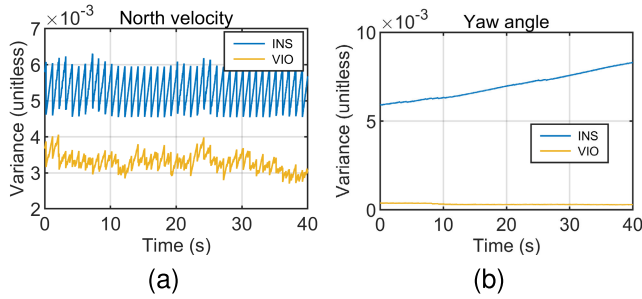 ×10⁻³
North velocity
7
6
5
4
3
2
Variance (unitless)
INS
VIO
0
10
20
30
40
Time (s)
(a)
×10⁻³
Yaw angle
10
5
0
Variance (unitless)
INS
VIO
0
10
20
30
40
Time (s)
(b)